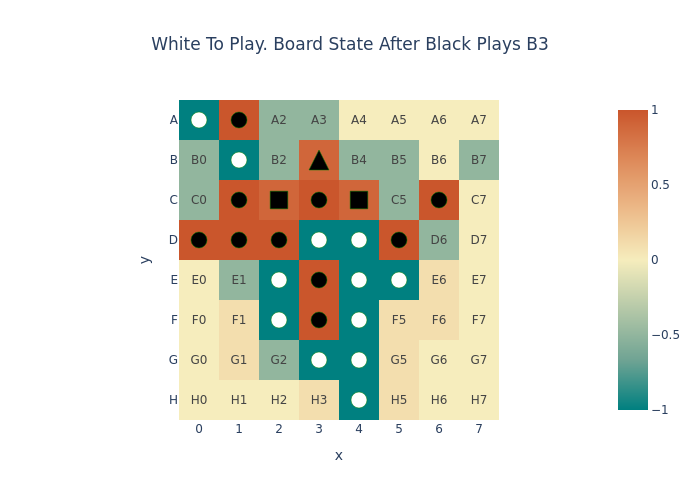 White To Play. Board State After Black Plays B3
A A2 A3 A4 A5 A6 A7 1
B B0 B2 B4 B5 B6 B7
C C0 C5 C7 0.5
D D6 D7
y 0
E E0 E1 E6 E7
F F0 F1 F5 F6 F7 −0.5
G G0 G1 G2 G5 G6 G7
H H0 H1 H2 H3 H5 H6 H7 −1
0 1 2 3 4 5 6 7
x